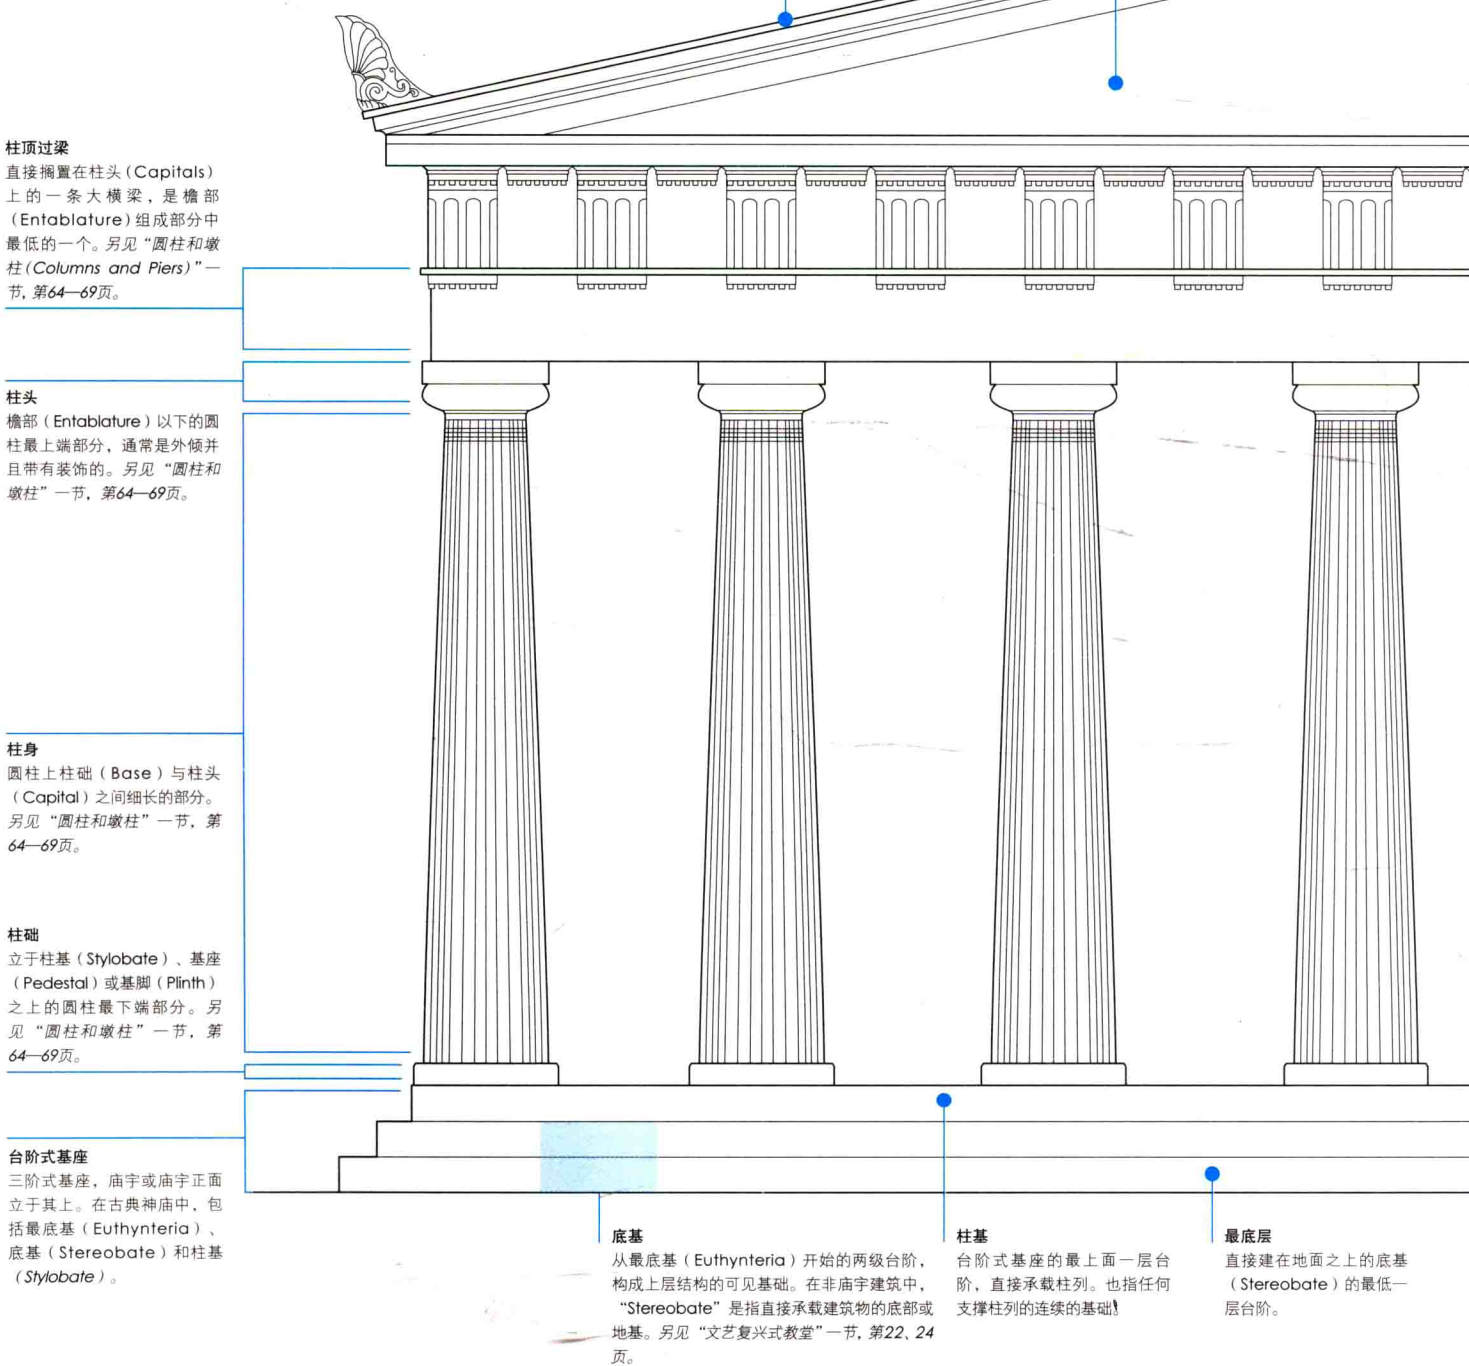 柱顶过梁
直接搁置在柱头（Capitals）
上的一条大横梁，是檐部
（Entablature）组成部分中
最低的一个。另见“圆柱和墩
柱（Columns and Piers）”一
节，第64—69页。
柱头
檐部（Entablature）以下的圆
柱最上端部分，通常是外倾并
且带有装饰的。另见“圆柱和
墩柱”一节，第64—69页。
柱身
圆柱上柱础（Base）与柱头
（Capital）之间细长的部分。
另见“圆柱和墩柱”一节，第
64—69页。
柱础
立于柱基（Stylobate）、基座
（Pedestal）或基脚（Plinth）
之上的圆柱最下端部分。另
见“圆柱和墩柱”一节，第
64—69页。
台阶式基座
三阶式基座，庙宇或庙宇正面
立于其上。在古典神庙中，包
括最底基（Euthynteria）、
底基（Stereobate）和柱基
（Stylobate）。
底基
从最底基（Euthynteria）开始的两级台阶，
构成上层结构的可见基础。在非庙宇建筑中，
“Stereobate”是指直接承载建筑物的底部或
地基。另见“文艺复兴式教堂”一节，第22、24
页。
柱基
台阶式基座的最上面一层台
阶，直接承载柱列。也指任何
支撑柱列的连续的基础。
最底层
直接建在地面之上的底基
（Stereobate）的最低一
层台阶。